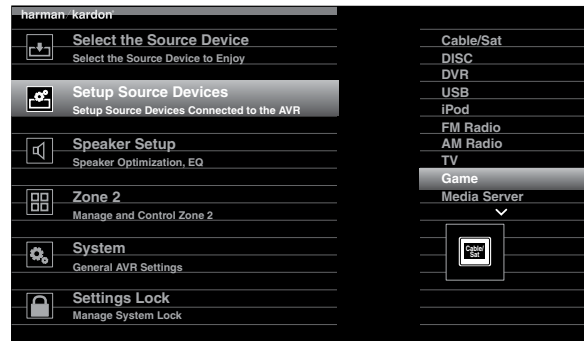 harman/kardon®
Select the Source Device
Select the Source Device to Enjoy
Setup Source Devices
Setup Source Devices Connected to the AVR
Speaker Setup
Speaker Optimization, EQ
Zone 2
Manage and Control Zone 2
System
General AVR Settings
Settings Lock
Manage System Lock
Cable/Sat
DISC
DVR
USB
iPod
FM Radio
AM Radio
TV
Game
Media Server
Cable/
Sat